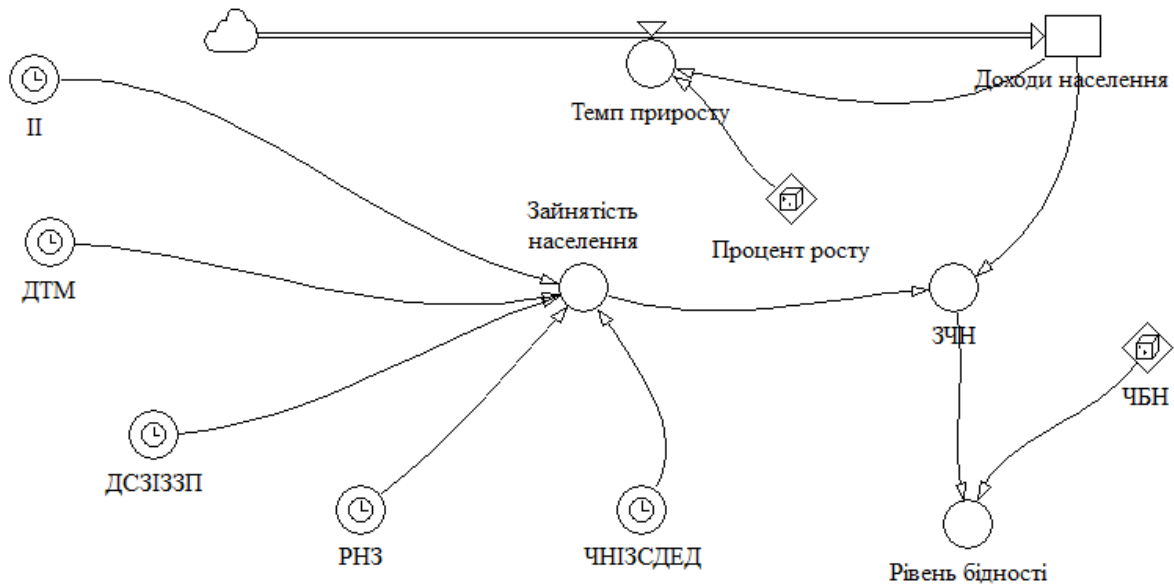 Доходи населення
ІІ
Темп приросту
Зайнятість
населення
Процент росту
ДТМ
ЗЧН
ЧБН
ДСЗІЗЗП
РНЗ
ЧНІЗСДЕД
Рівень бідності